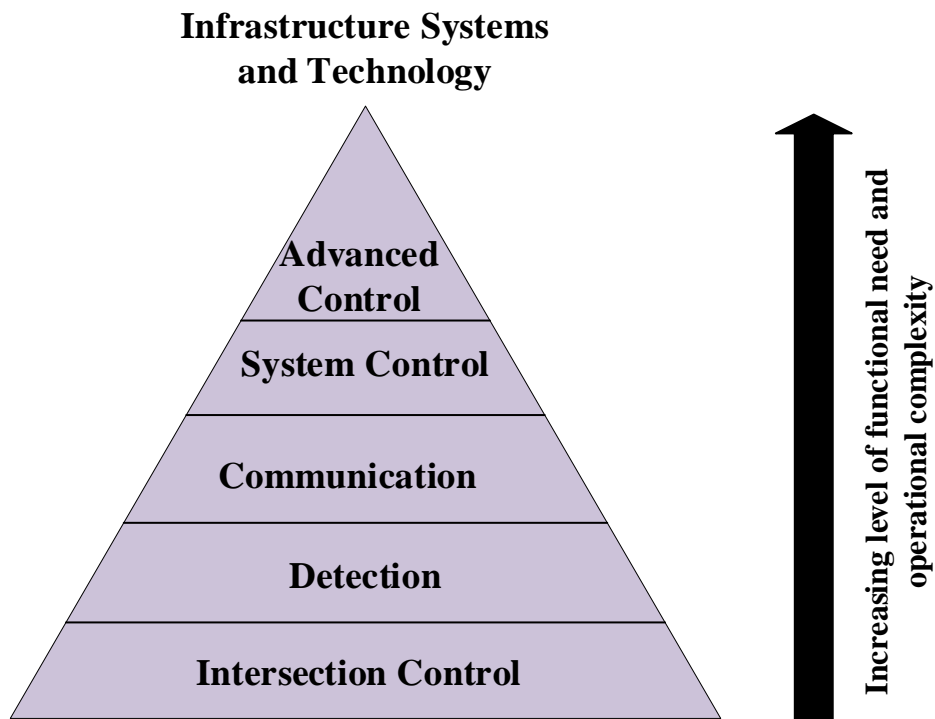 Infrastructure Systems
and Technology
Advanced
Control
System Control
Communication
Detection
Intersection Control
Increasing level of functional need and
operational complexity